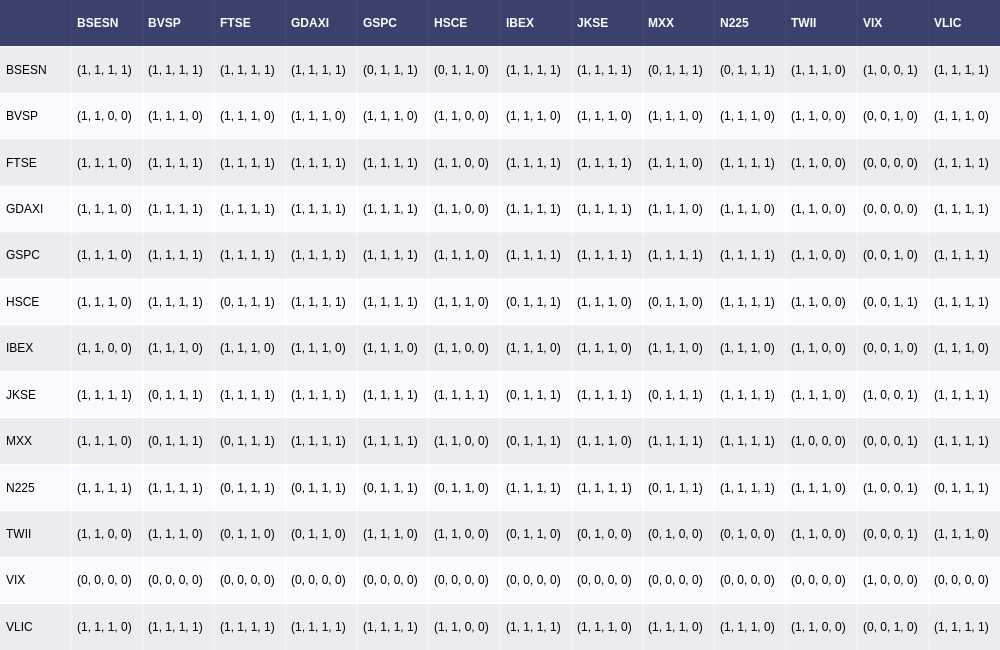 BSESN BVSP FTSE GDAXI GSPC HSCE IBEX JKSE MXX N225 TWII VIX VLIC
BSESN (1, 1, 1, 1) (1, 1, 1, 1) (1, 1, 1, 1) (1, 1, 1, 1) (0, 1, 1, 1) (0, 1, 1, 0) (1, 1, 1, 1) (1, 1, 1, 1) (0, 1, 1, 1) (0, 1, 1, 1) (1, 1, 1, 0) (1, 0, 0, 1) (1, 1, 1, 1)
BVSP (1, 1, 0, 0) (1, 1, 1, 0) (1, 1, 1, 0) (1, 1, 1, 0) (1, 1, 1, 0) (1, 1, 0, 0) (1, 1, 1, 0) (1, 1, 1, 0) (1, 1, 1, 0) (1, 1, 1, 0) (1, 1, 0, 0) (0, 0, 1, 0) (1, 1, 1, 0)
FTSE (1, 1, 1, 0) (1, 1, 1, 1) (1, 1, 1, 1) (1, 1, 1, 1) (1, 1, 1, 1) (1, 1, 0, 0) (1, 1, 1, 1) (1, 1, 1, 1) (1, 1, 1, 0) (1, 1, 1, 1) (1, 1, 0, 0) (0, 0, 0, 0) (1, 1, 1, 1)
GDAXI (1, 1, 1, 0) (1, 1, 1, 1) (1, 1, 1, 1) (1, 1, 1, 1) (1, 1, 1, 1) (1, 1, 0, 0) (1, 1, 1, 1) (1, 1, 1, 1) (1, 1, 1, 0) (1, 1, 1, 0) (1, 1, 0, 0) (0, 0, 0, 0) (1, 1, 1, 1)
GSPC (1, 1, 1, 0) (1, 1, 1, 1) (1, 1, 1, 1) (1, 1, 1, 1) (1, 1, 1, 1) (1, 1, 1, 0) (1, 1, 1, 1) (1, 1, 1, 1) (1, 1, 1, 1) (1, 1, 1, 1) (1, 1, 0, 0) (0, 0, 1, 0) (1, 1, 1, 1)
HSCE (1, 1, 1, 0) (1, 1, 1, 1) (0, 1, 1, 1) (1, 1, 1, 1) (1, 1, 1, 1) (1, 1, 1, 0) (0, 1, 1, 1) (1, 1, 1, 0) (0, 1, 1, 0) (1, 1, 1, 1) (1, 1, 0, 0) (0, 0, 1, 1) (1, 1, 1, 1)
IBEX (1, 1, 0, 0) (1, 1, 1, 0) (1, 1, 1, 0) (1, 1, 1, 0) (1, 1, 1, 0) (1, 1, 0, 0) (1, 1, 1, 0) (1, 1, 1, 0) (1, 1, 1, 0) (1, 1, 1, 0) (1, 1, 0, 0) (0, 0, 1, 0) (1, 1, 1, 0)
JKSE (1, 1, 1, 1) (0, 1, 1, 1) (1, 1, 1, 1) (1, 1, 1, 1) (1, 1, 1, 1) (1, 1, 1, 1) (0, 1, 1, 1) (1, 1, 1, 1) (0, 1, 1, 1) (1, 1, 1, 1) (1, 1, 1, 0) (1, 0, 0, 1) (1, 1, 1, 1)
MXX (1, 1, 1, 0) (0, 1, 1, 1) (0, 1, 1, 1) (1, 1, 1, 1) (1, 1, 1, 1) (1, 1, 0, 0) (0, 1, 1, 1) (1, 1, 1, 0) (1, 1, 1, 1) (1, 1, 1, 1) (1, 0, 0, 0) (0, 0, 0, 1) (1, 1, 1, 1)
N225 (1, 1, 1, 1) (1, 1, 1, 1) (0, 1, 1, 1) (0, 1, 1, 1) (0, 1, 1, 1) (0, 1, 1, 0) (1, 1, 1, 1) (1, 1, 1, 1) (0, 1, 1, 1) (1, 1, 1, 1) (1, 1, 1, 0) (1, 0, 0, 1) (0, 1, 1, 1)
TWII (1, 1, 0, 0) (1, 1, 1, 0) (0, 1, 1, 0) (0, 1, 1, 0) (1, 1, 1, 0) (1, 1, 0, 0) (0, 1, 1, 0) (0, 1, 0, 0) (0, 1, 0, 0) (0, 1, 0, 0) (1, 1, 0, 0) (0, 0, 0, 1) (1, 1, 1, 0)
VIX (0, 0, 0, 0) (0, 0, 0, 0) (0, 0, 0, 0) (0, 0, 0, 0) (0, 0, 0, 0) (0, 0, 0, 0) (0, 0, 0, 0) (0, 0, 0, 0) (0, 0, 0, 0) (0, 0, 0, 0) (0, 0, 0, 0) (1, 0, 0, 0) (0, 0, 0, 0)
VLIC (1, 1, 1, 0) (1, 1, 1, 1) (1, 1, 1, 1) (1, 1, 1, 1) (1, 1, 1, 1) (1, 1, 0, 0) (1, 1, 1, 1) (1, 1, 1, 0) (1, 1, 1, 0) (1, 1, 1, 0) (1, 1, 0, 0) (0, 0, 1, 0) (1, 1, 1, 1)